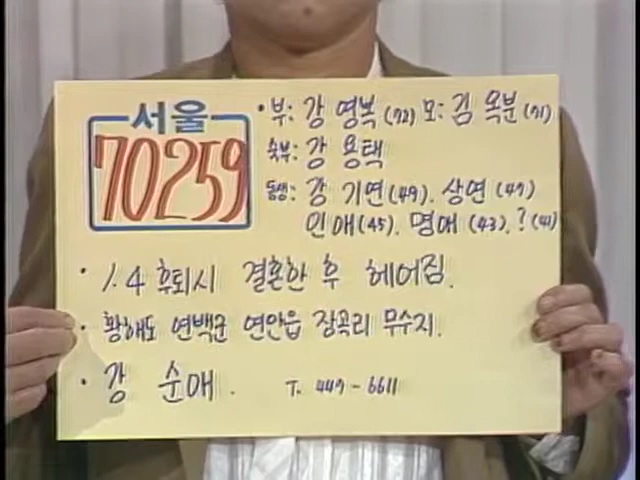 서울
70259
· 부: 강 영복 (72) 모: 김 옥분 (71)
숙부: 강 용택
동생: 강 기연 (49). 상연 (47)
인애 (45). 명애 (43). ? (41)
· 1.4 후퇴시 결혼한 후 헤어짐.
· 황해도 연백군 연안읍 장곡리 무수지.
· 강 순애. T. 449-6611